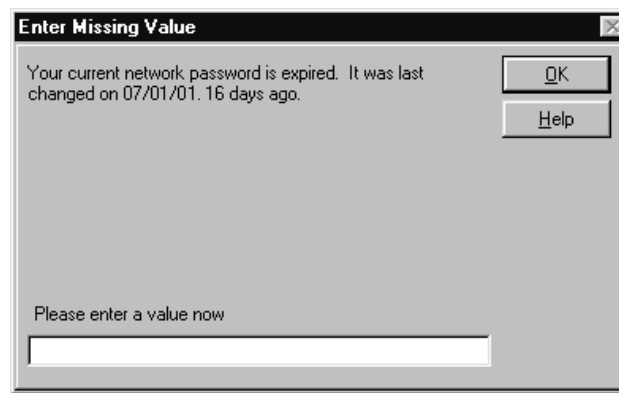 Enter Missing Value
Your current network password is expired.  It was last
changed on 07/01/01. 16 days ago.
OK
Help
Please enter a value now